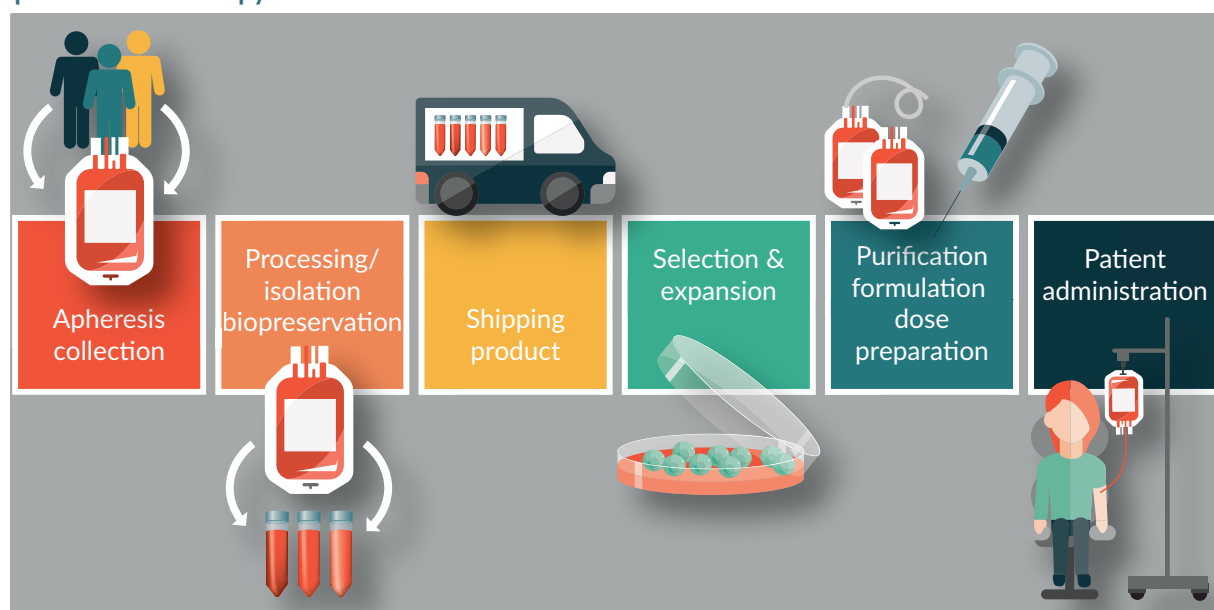 Apheresis
collection
Processing/
isolation
biopreservation
Shipping
product
Selection &
expansion
Purification
formulation
dose
preparation
Patient
administration